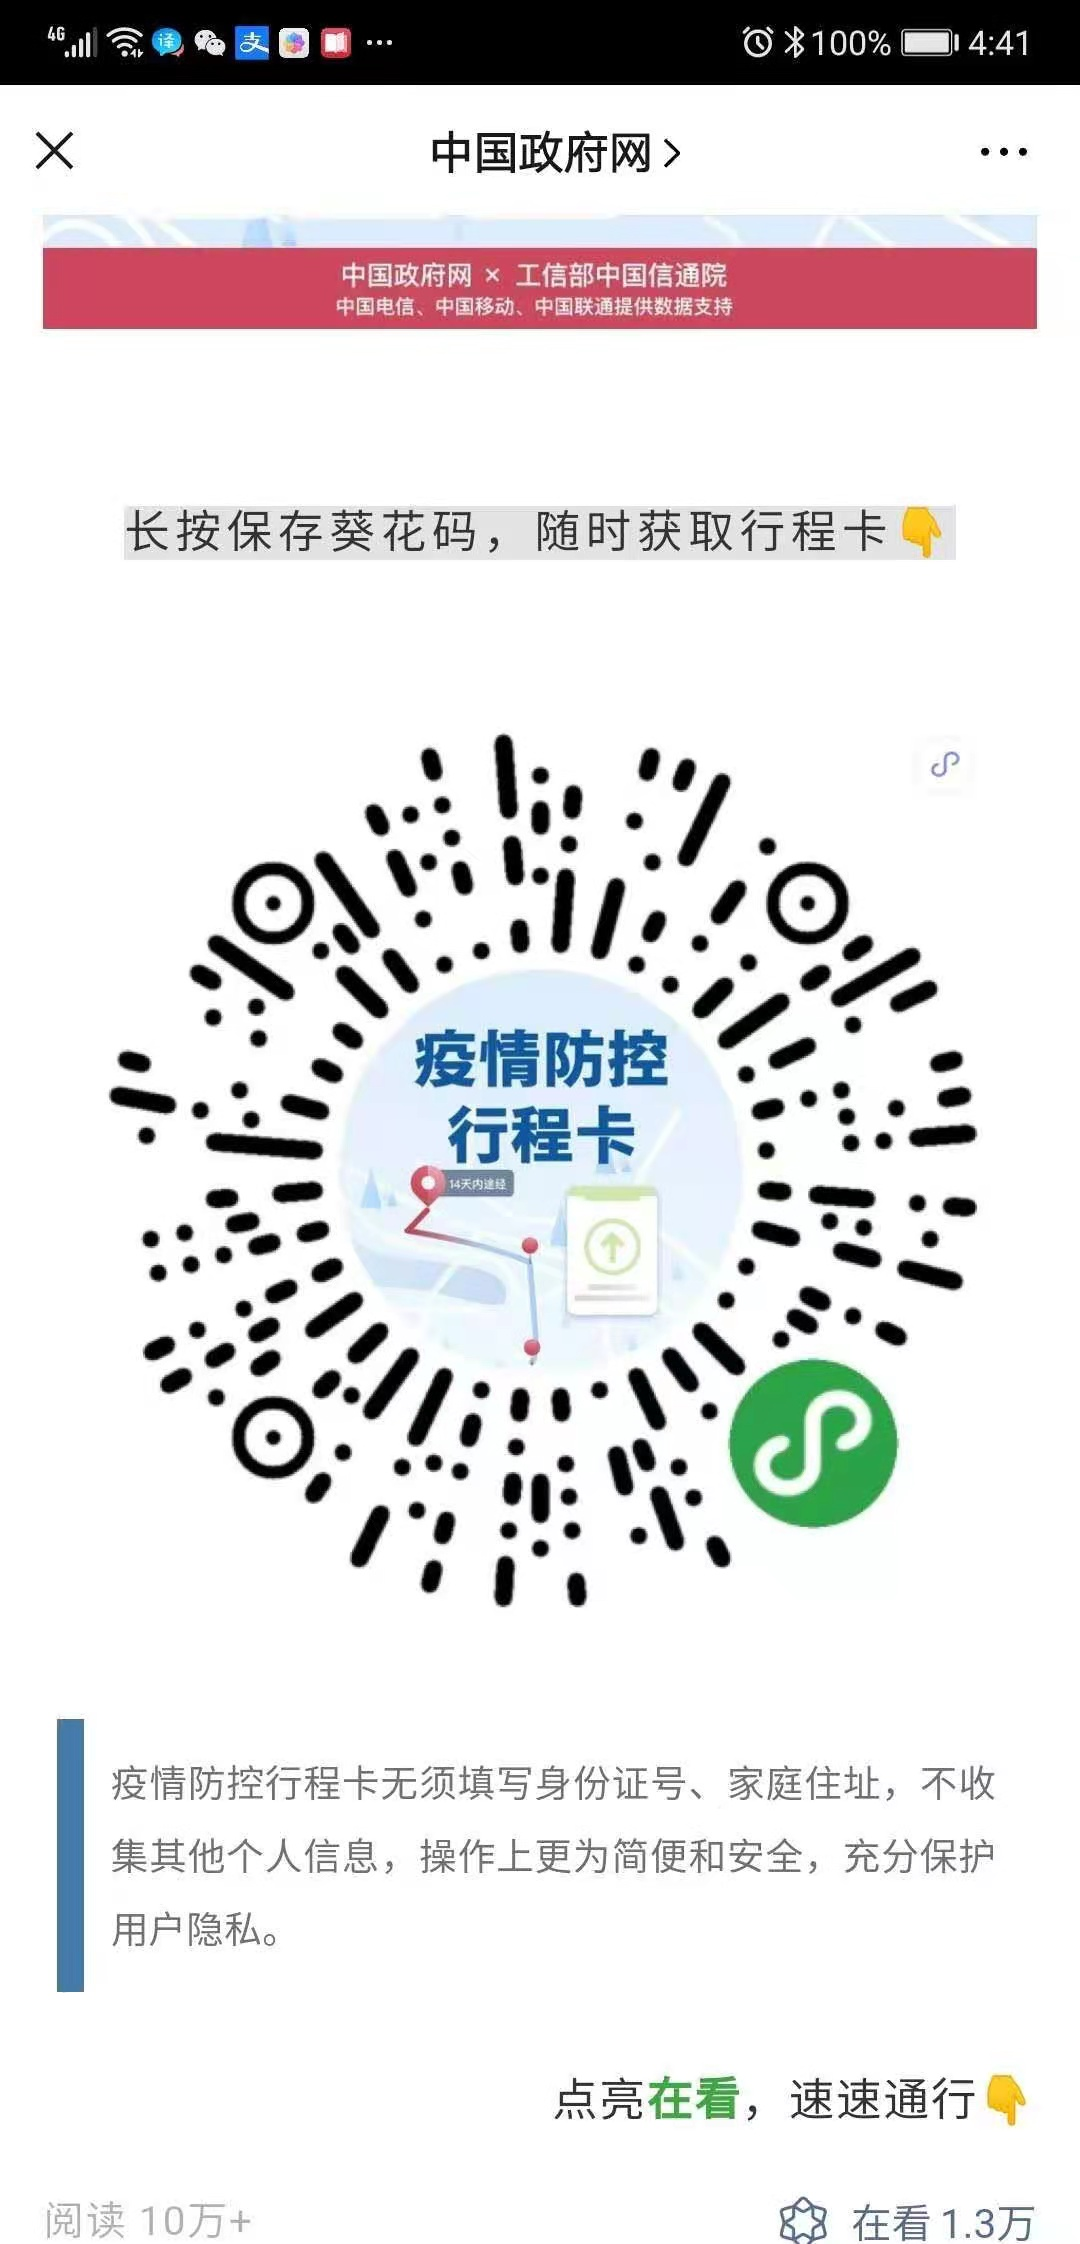 4G 译 支 ··· 100% 4:41
中国政府网
中国政府网 × 工信部中国信通院
中国电信、中国移动、中国联通提供数据支持
长按保存葵花码，随时获取行程卡👇
疫情防控
行程卡
14天内途经
疫情防控行程卡无须填写身份证号、家庭住址，不收
集其他个人信息，操作上更为简便和安全，充分保护
用户隐私。
点亮在看，速速通行👇
阅读 10万+ 在看 1.3万